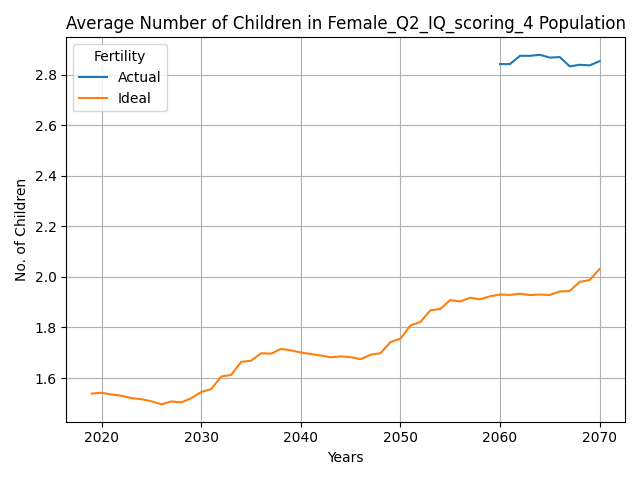 Average Number of Children in Female_Q2_IQ_scoring_4 Population
Fertility
Actual
Ideal
No. of Children
2.8
2.6
2.4
2.2
2.0
1.8
1.6
2020
2030
2040
2050
2060
2070
Years